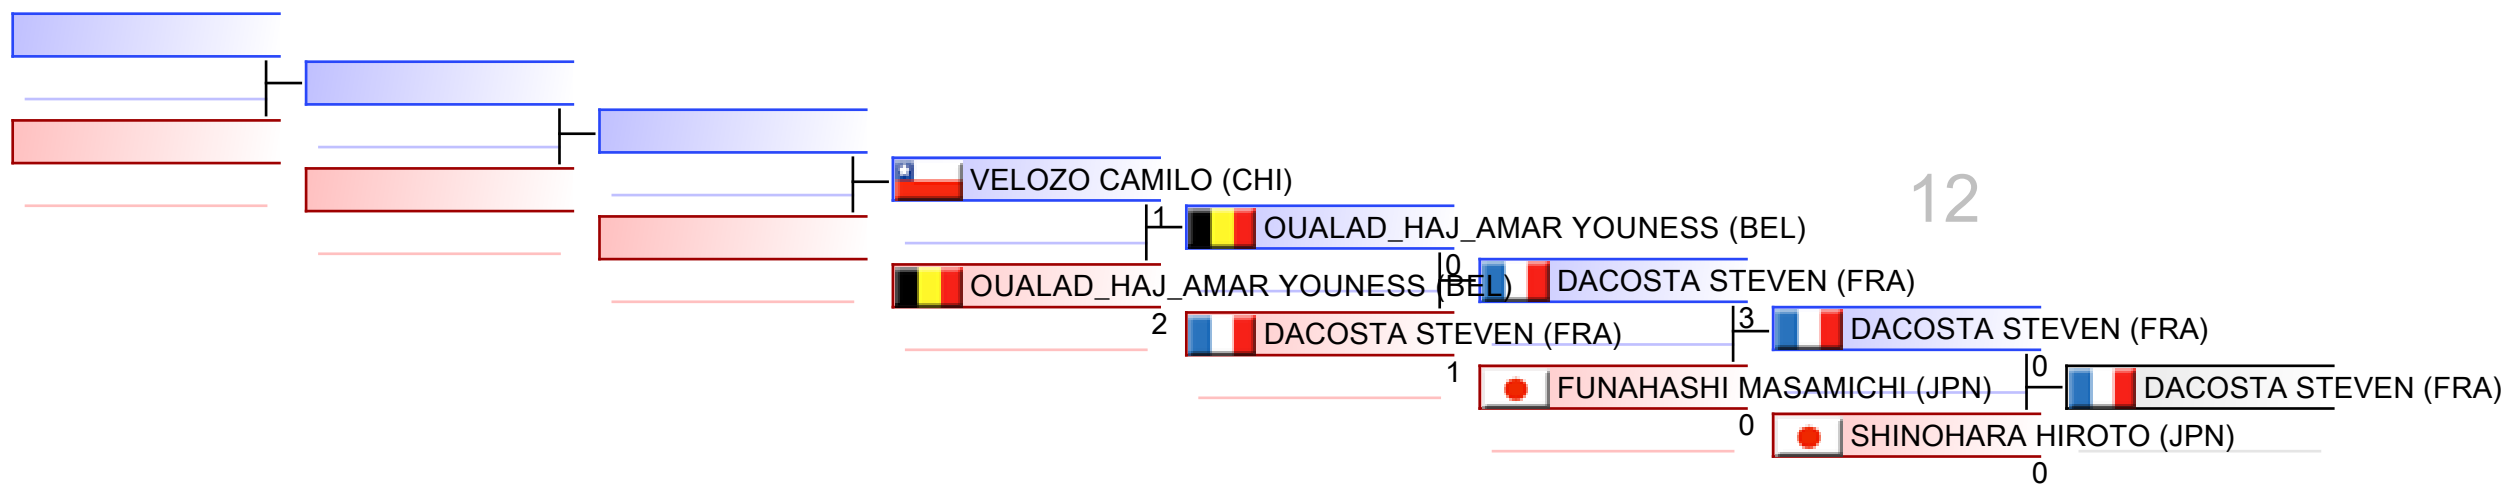 VELOZO CAMILO (CHI)
12
1
OUALAD_HAJ_AMAR YOUNESS (BEL)
OUALAD_HAJ_AMAR YOUNESS (BEL)
0
DACOSTA STEVEN (FRA)
2
DACOSTA STEVEN (FRA)
3
DACOSTA STEVEN (FRA)
1
FUNAHASHI MASAMICHI (JPN)
0
DACOSTA STEVEN (FRA)
0
SHINOHARA HIROTO (JPN)
0